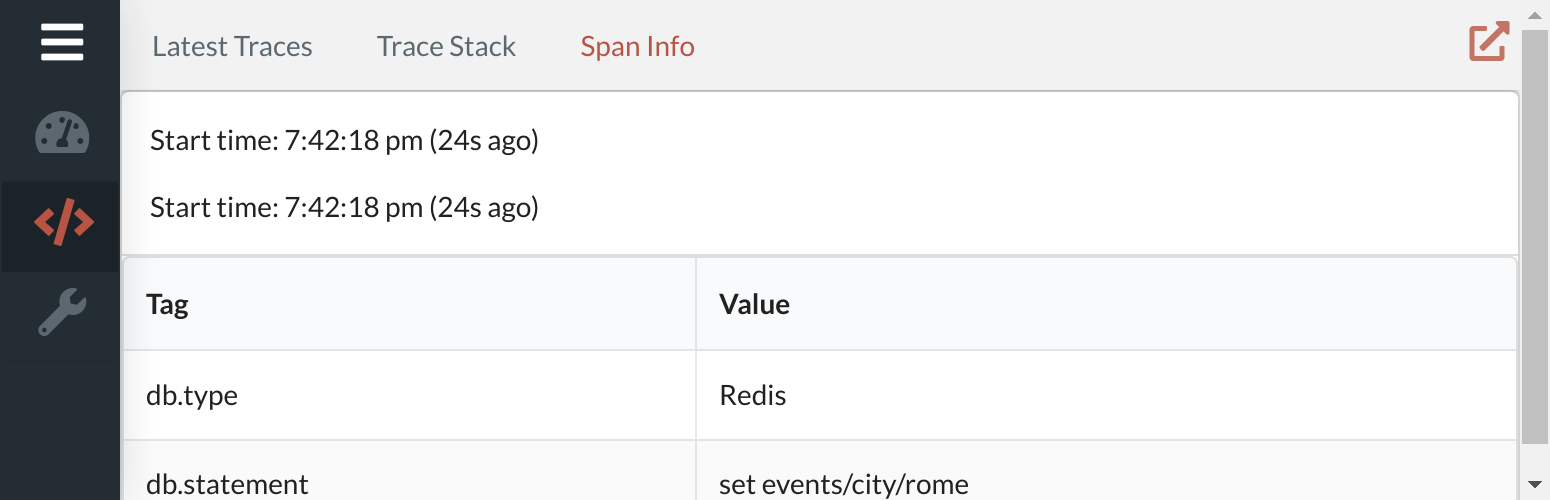 Latest Traces Trace Stack Span Info
Start time: 7:42:18 pm (24s ago)
Start time: 7:42:18 pm (24s ago)
Tag Value
db.type Redis
db.statement set events/city/rome